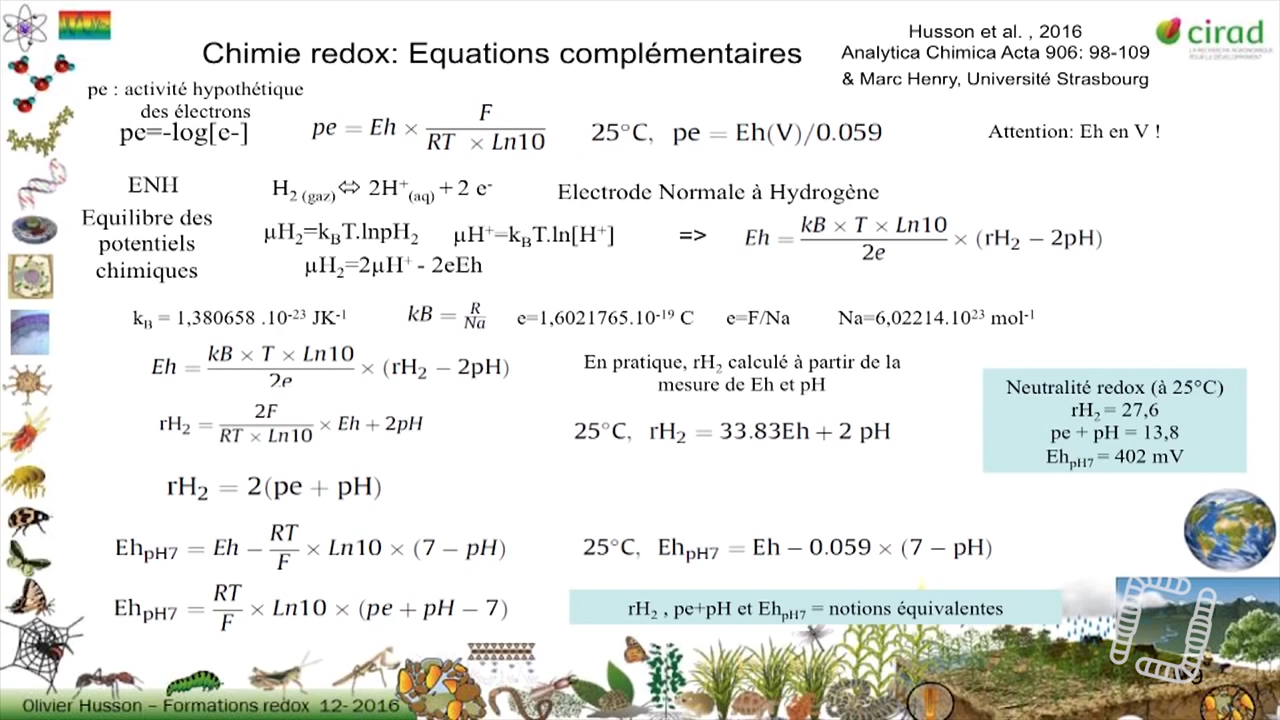 Chimie redox: Equations complémentaires
Husson et al. , 2016
Analytica Chimica Acta 906: 98-109
& Marc Henry, Université Strasbourg
cirad
pe : activité hypothétique
des électrons
pe=-log[e-]
pe = Eh × F / (RT × Ln10)
25°C, pe = Eh(V)/0.059
Attention: Eh en V !
ENH
H₂ (gaz) ⇔ 2H⁺(aq) + 2 e⁻
Electrode Normale à Hydrogène
Equilibre des
potentiels
chimiques
μH₂=k_BT.lnpH₂
μH⁺=k_BT.ln[H⁺]
=>
Eh = (kB × T × Ln10) / 2e × (rH₂ − 2pH)
μH₂=2μH⁺ - 2eEh
k_B = 1,380658 .10⁻²³ JK⁻¹
kB = R / Na
e=1,6021765.10⁻¹⁹ C
e=F/Na
Na=6,02214.10²³ mol⁻¹
Eh = (kB × T × Ln10) / 2e × (rH₂ − 2pH)
En pratique, rH₂ calculé à partir de la
mesure de Eh et pH
rH₂ = 2F / (RT × Ln10) × Eh + 2pH
25°C, rH₂ = 33.83Eh + 2 pH
Neutralité redox (à 25°C)
rH₂ = 27,6
pe + pH = 13,8
Eh_pH7 = 402 mV
rH₂ = 2(pe + pH)
Eh_pH7 = Eh − RT / F × Ln10 × (7 − pH)
25°C, Eh_pH7 = Eh − 0.059 × (7 − pH)
Eh_pH7 = RT / F × Ln10 × (pe + pH − 7)
rH₂ , pe+pH et Eh_pH7 = notions équivalentes
Olivier Husson – Formations redox 12- 2016